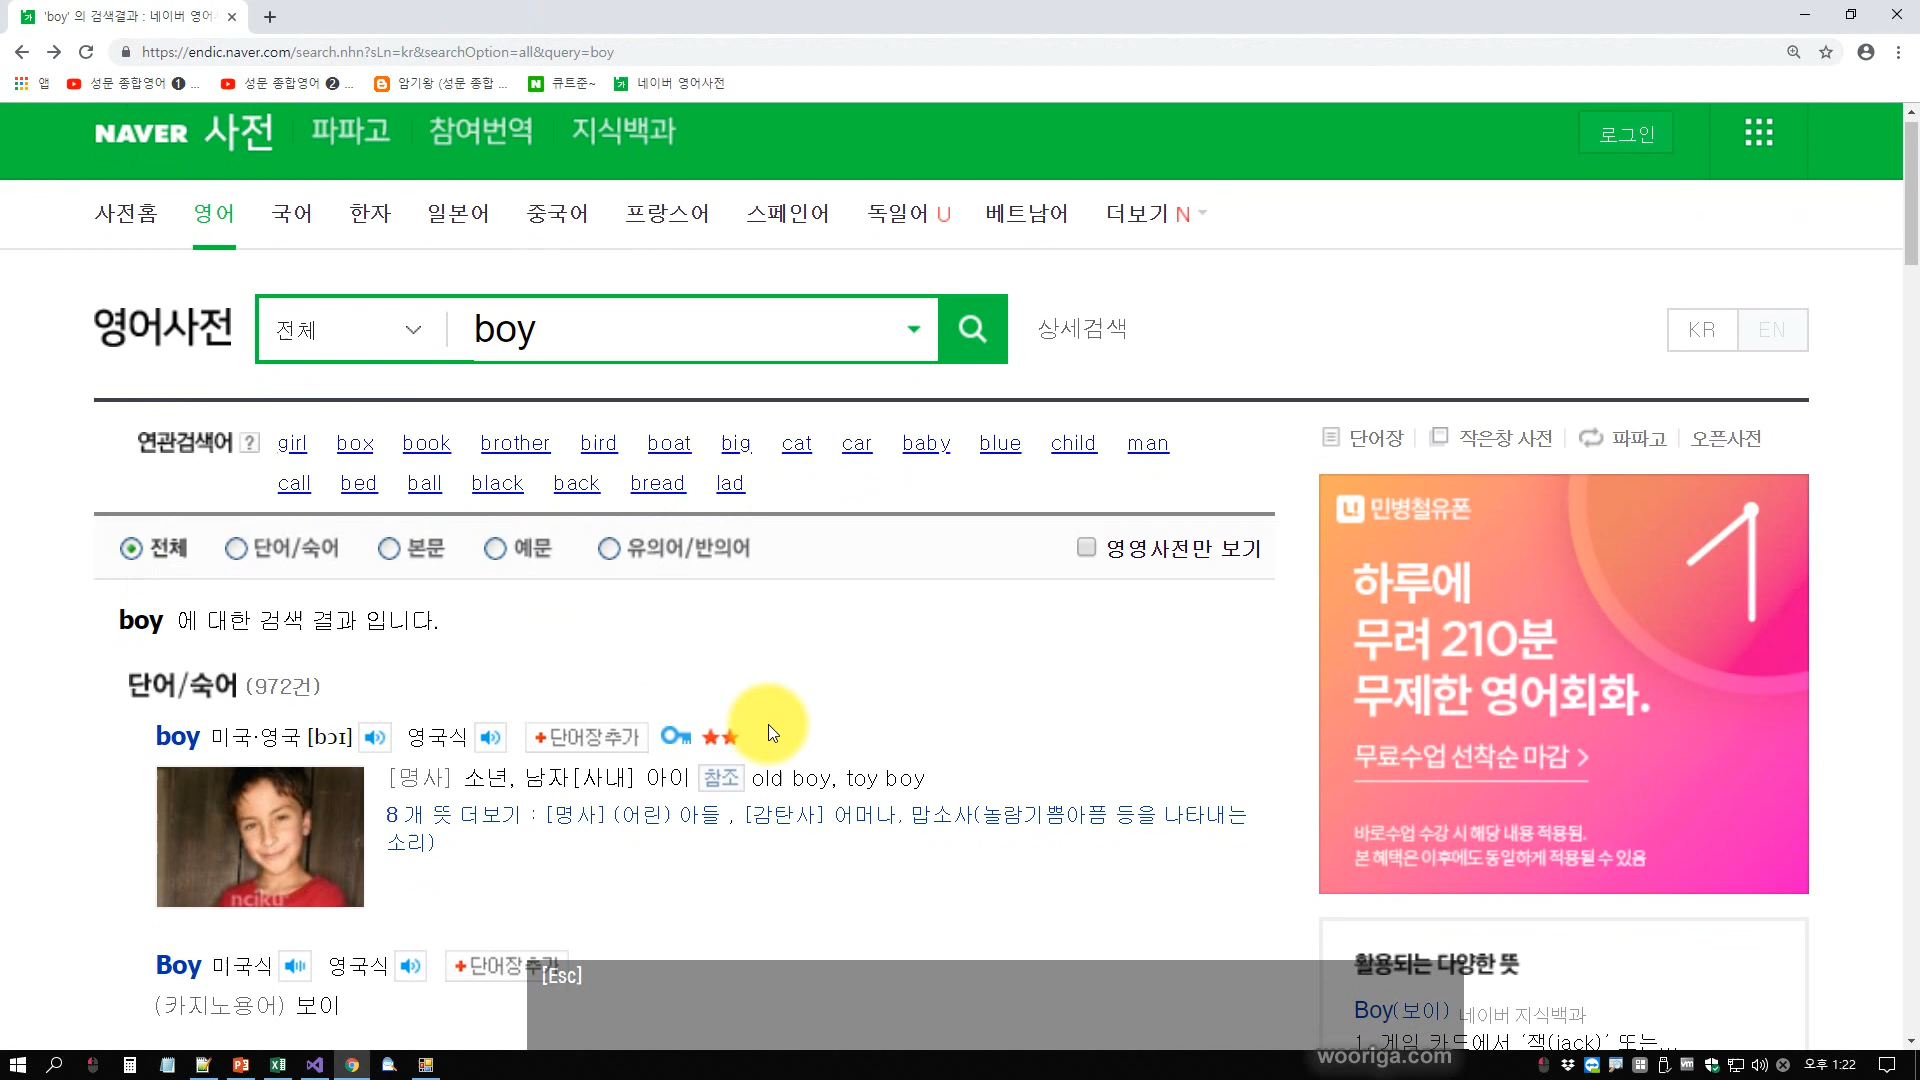 'boy' 의 검색결과 : 네이버 영어
https://endic.naver.com/search.nhn?sLn=kr&searchOption=all&query=boy
앱 성문 종합영어 ❶ ... 성문 종합영어 ❷ ... 암기왕 (성문 종합 ... 큐트준~ 네이버 영어사전
NAVER 사전 파파고 참여번역 지식백과 로그인
사전홈 영어 국어 한자 일본어 중국어 프랑스어 스페인어 독일어 U 베트남어 더보기 N
영어사전 전체 boy 상세검색 KR EN
연관검색어 ? girl box book brother bird boat big cat car baby blue child man
call bed ball black back bread lad
단어장 작은창 사전 파파고 오픈사전
전체 단어/숙어 본문 예문 유의어/반의어 영영사전만 보기
boy 에 대한 검색 결과 입니다.
단어/숙어 (972건)
boy 미국·영국 [bɔɪ] 영국식 +단어장추가 ★★
[명사] 소년, 남자[사내] 아이 참조 old boy, toy boy
8개 뜻 더보기 : [명사] (어린) 아들 , [감탄사] 어머나, 맙소사(놀람기쁨아픔 등을 나타내는
소리)
nciku
Boy 미국식 영국식 +단어장추가
(카지노용어) 보이
민병철유폰
하루에
무려 210분
무제한 영어회화.
무료수업 선착순 마감 >
바로수업 수강 시 해당 내용 적용됨.
본 혜택은 이후에도 동일하게 적용될 수 있음
활용되는 다양한 뜻
Boy(보이) 네이버 지식백과
1. 게임 카드에서 '잭(jack)' 또는...
[Esc]
wooriga.com
오후 1:22